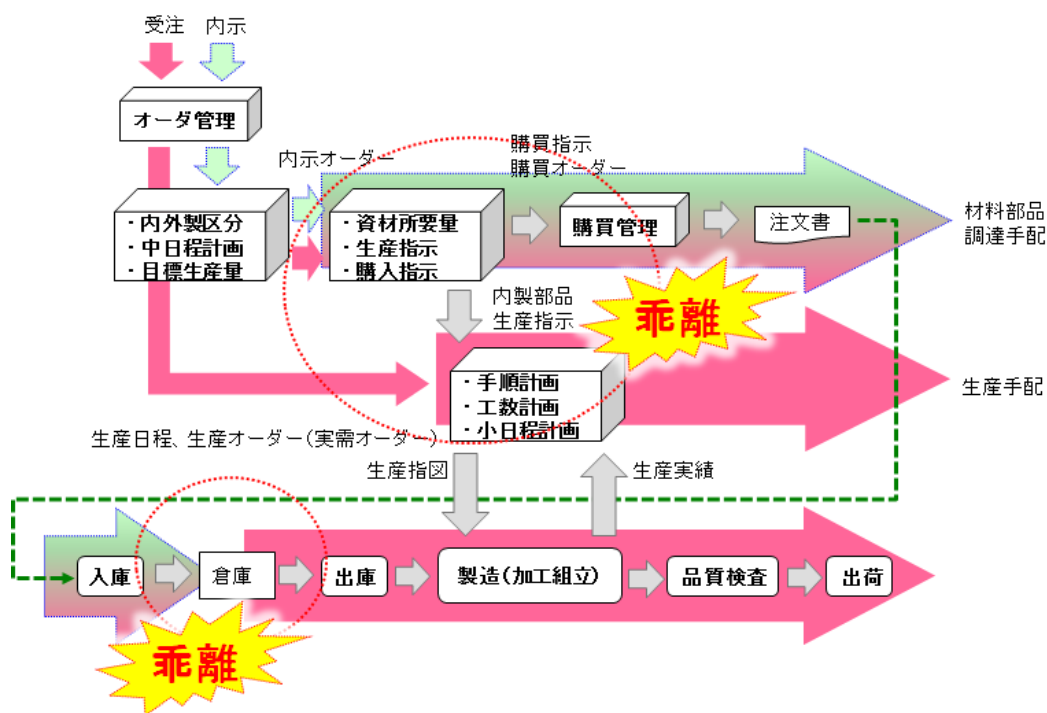 受注
内示
オーダ管理
内示オーダー
購買指示
購買オーダー
・内外製区分
・中日程計画
・目標生産量
・資材所要量
・生産指示
・購入指示
購買管理
注文書
材料部品
調達手配
乖離
内製部品
生産指示
・手順計画
・工数計画
・小日程計画
生産手配
生産日程、生産オーダー(実需オーダー)
生産指図
生産実績
入庫
倉庫
出庫
製造(加工組立)
品質検査
出荷
乖離